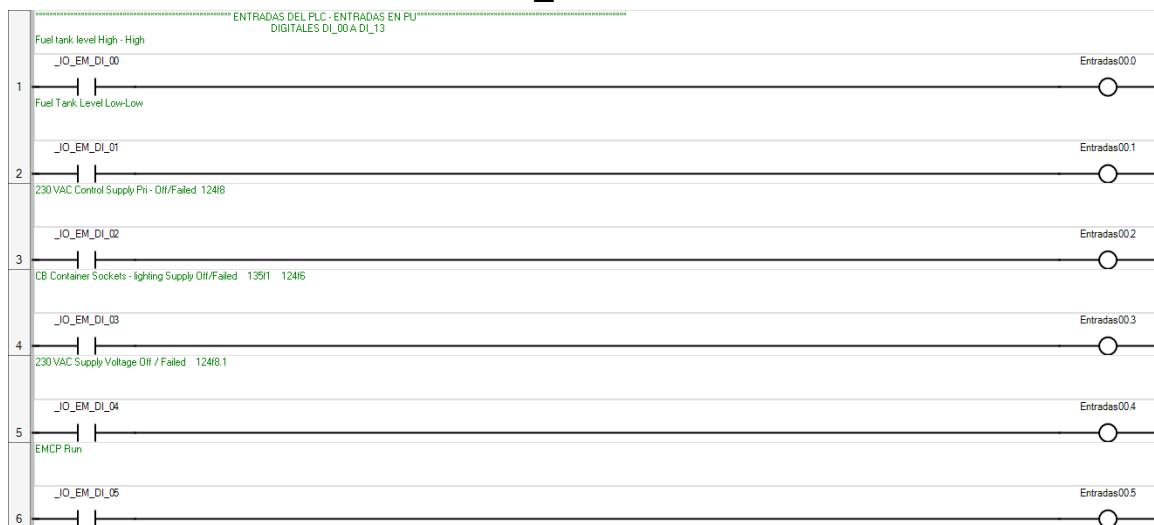 """""""""""""""""""""""""""""""""""""""""""""""""" ENTRADAS DEL PLC - ENTRADAS EN PU""""""""""""""""""""""""""""""""""""""""""""""""""
DIGITALES DI_00 A DI_13
Fuel tank level High - High
_IO_EM_DI_00 Entradas00.0
1
Fuel Tank Level Low-Low
_IO_EM_DI_01 Entradas00.1
2
230 VAC Control Supply Pri - Off/Failed 124f8
_IO_EM_DI_02 Entradas00.2
3
CB Container Sockets - lighting Supply Off/Failed 135f1 124f6
_IO_EM_DI_03 Entradas00.3
4
230 VAC Supply Voltage Off / Failed 124f8.1
_IO_EM_DI_04 Entradas00.4
5
EMCP Run
_IO_EM_DI_05 Entradas00.5
6